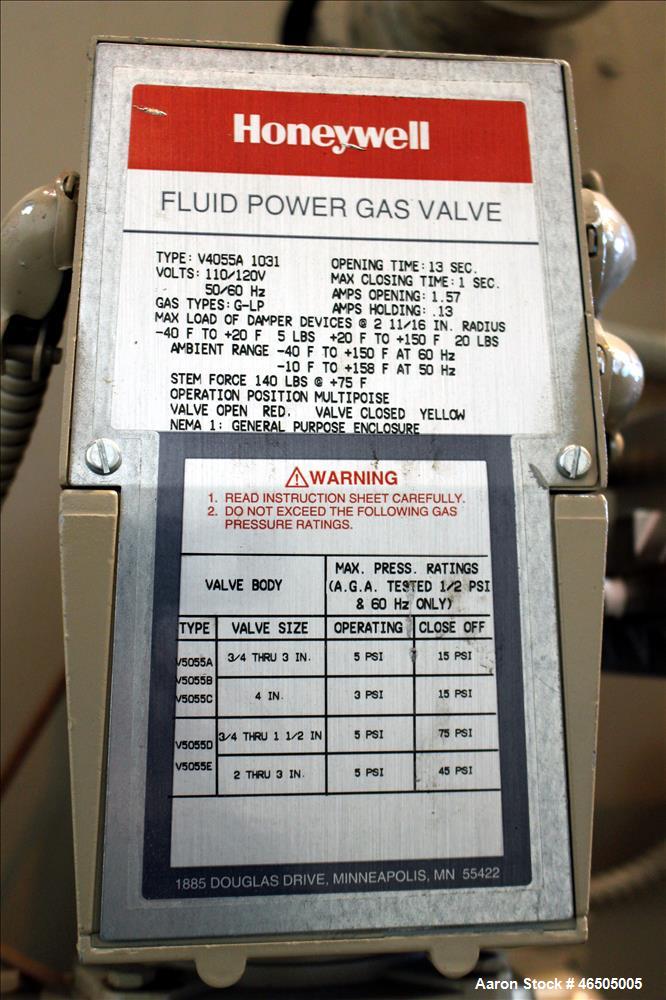 Honeywell
FLUID POWER GAS VALVE
TYPE: V4055A 1031 OPENING TIME: 13 SEC.
VOLTS: 110/120V MAX CLOSING TIME: 1 SEC.
50/60 Hz AMPS OPENING: 1.57
GAS TYPES: G-LP AMPS HOLDING: .13
MAX LOAD OF DAMPER DEVICES @ 2 11/16 IN. RADIUS
-40 F TO +20 F 5 LBS +20 F TO +150 F 20 LBS
AMBIENT RANGE -40 F TO +150 F AT 60 Hz
-10 F TO +158 F AT 50 Hz
STEM FORCE 140 LBS @ +75 F
OPERATION POSITION MULTIPOISE
VALVE OPEN RED. VALVE CLOSED YELLOW
NEMA 1: GENERAL PURPOSE ENCLOSURE
WARNING
1. READ INSTRUCTION SHEET CAREFULLY.
2. DO NOT EXCEED THE FOLLOWING GAS
PRESSURE RATINGS.
VALVE BODY
MAX. PRESS. RATINGS
(A.G.A. TESTED 1/2 PSI
& 60 Hz ONLY)
TYPE VALVE SIZE OPERATING CLOSE OFF
V5055A 3/4 THRU 3 IN. 5 PSI 15 PSI
V5055B
V5055C 4 IN. 3 PSI 15 PSI
V5055D 3/4 THRU 1 1/2 IN 5 PSI 75 PSI
V5055E 2 THRU 3 IN. 5 PSI 45 PSI
1885 DOUGLAS DRIVE, MINNEAPOLIS, MN 55422
Aaron Stock # 46505005